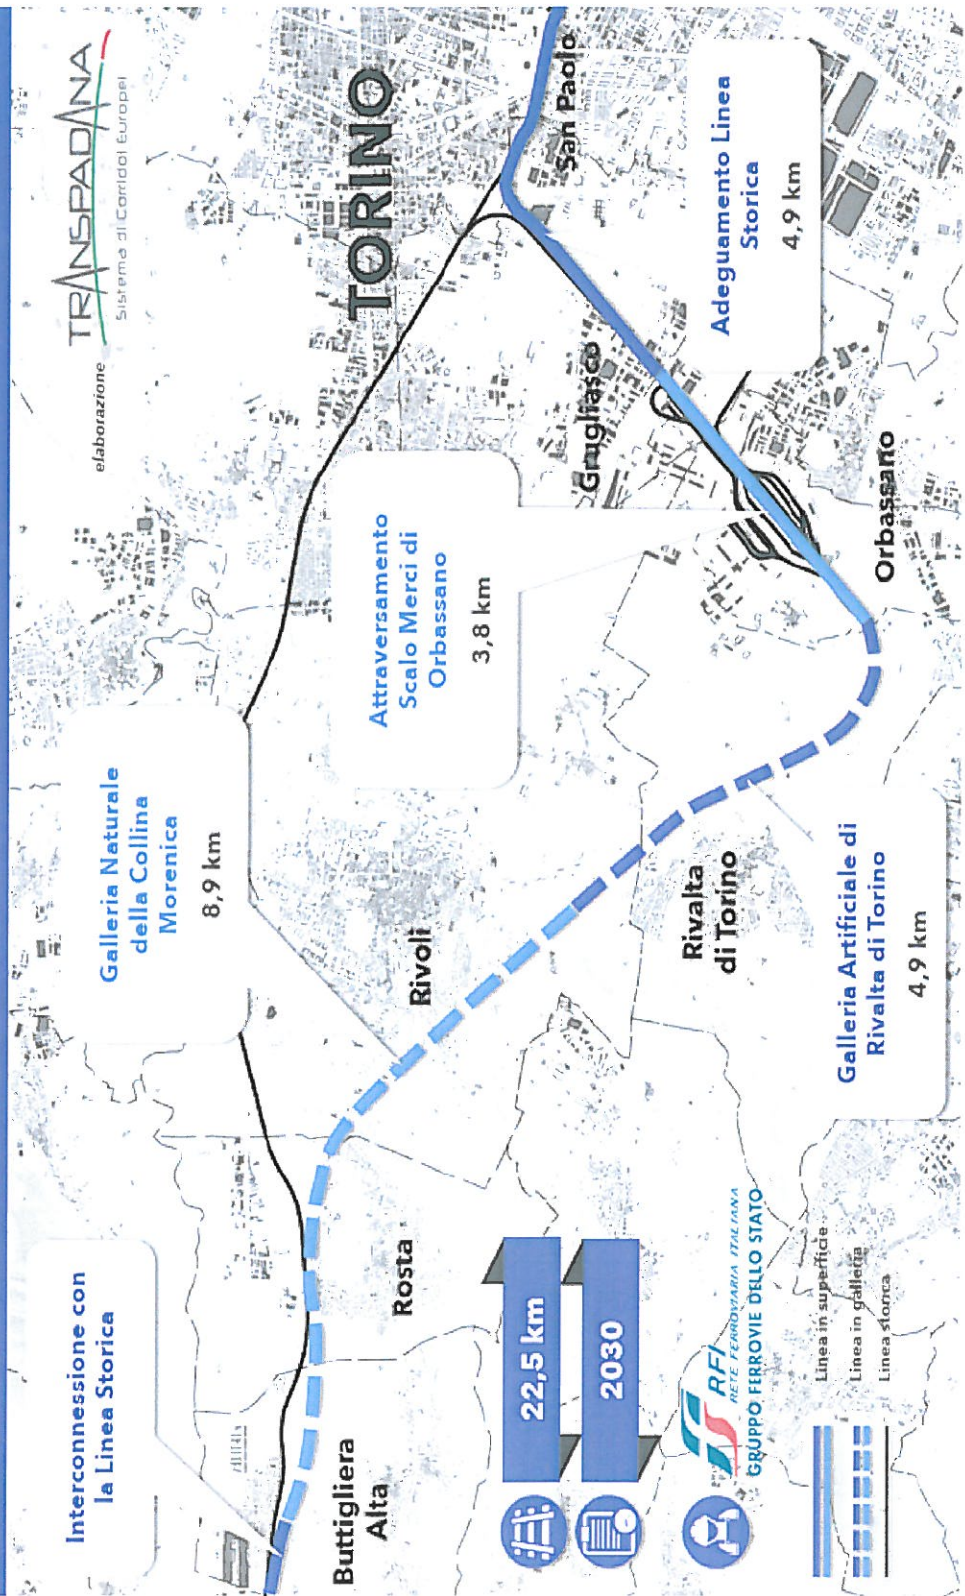 elaborazione
TRANSPADANA
Sistema di Corridoi Europei
Interconnessione con
la Linea Storica
Galleria Naturale
della Collina
Morenica
8,9 km
Attraversamento
Scalo Merci di
Orbassano
3,8 km
TORINO
San Paolo
Adeguamento Linea
Storica
4,9 km
Grugliasco
Orbassano
Rivoli
Rivalta
di Torino
Galleria Artificiale di
Rivalta di Torino
4,9 km
Rosta
Buttigliera
Alta
22,5 km
2030
FS RFI
RETE FERROVIARIA ITALIANA
GRUPPO FERROVIE DELLO STATO
Linea in superficie
Linea in galleria
Linea storica